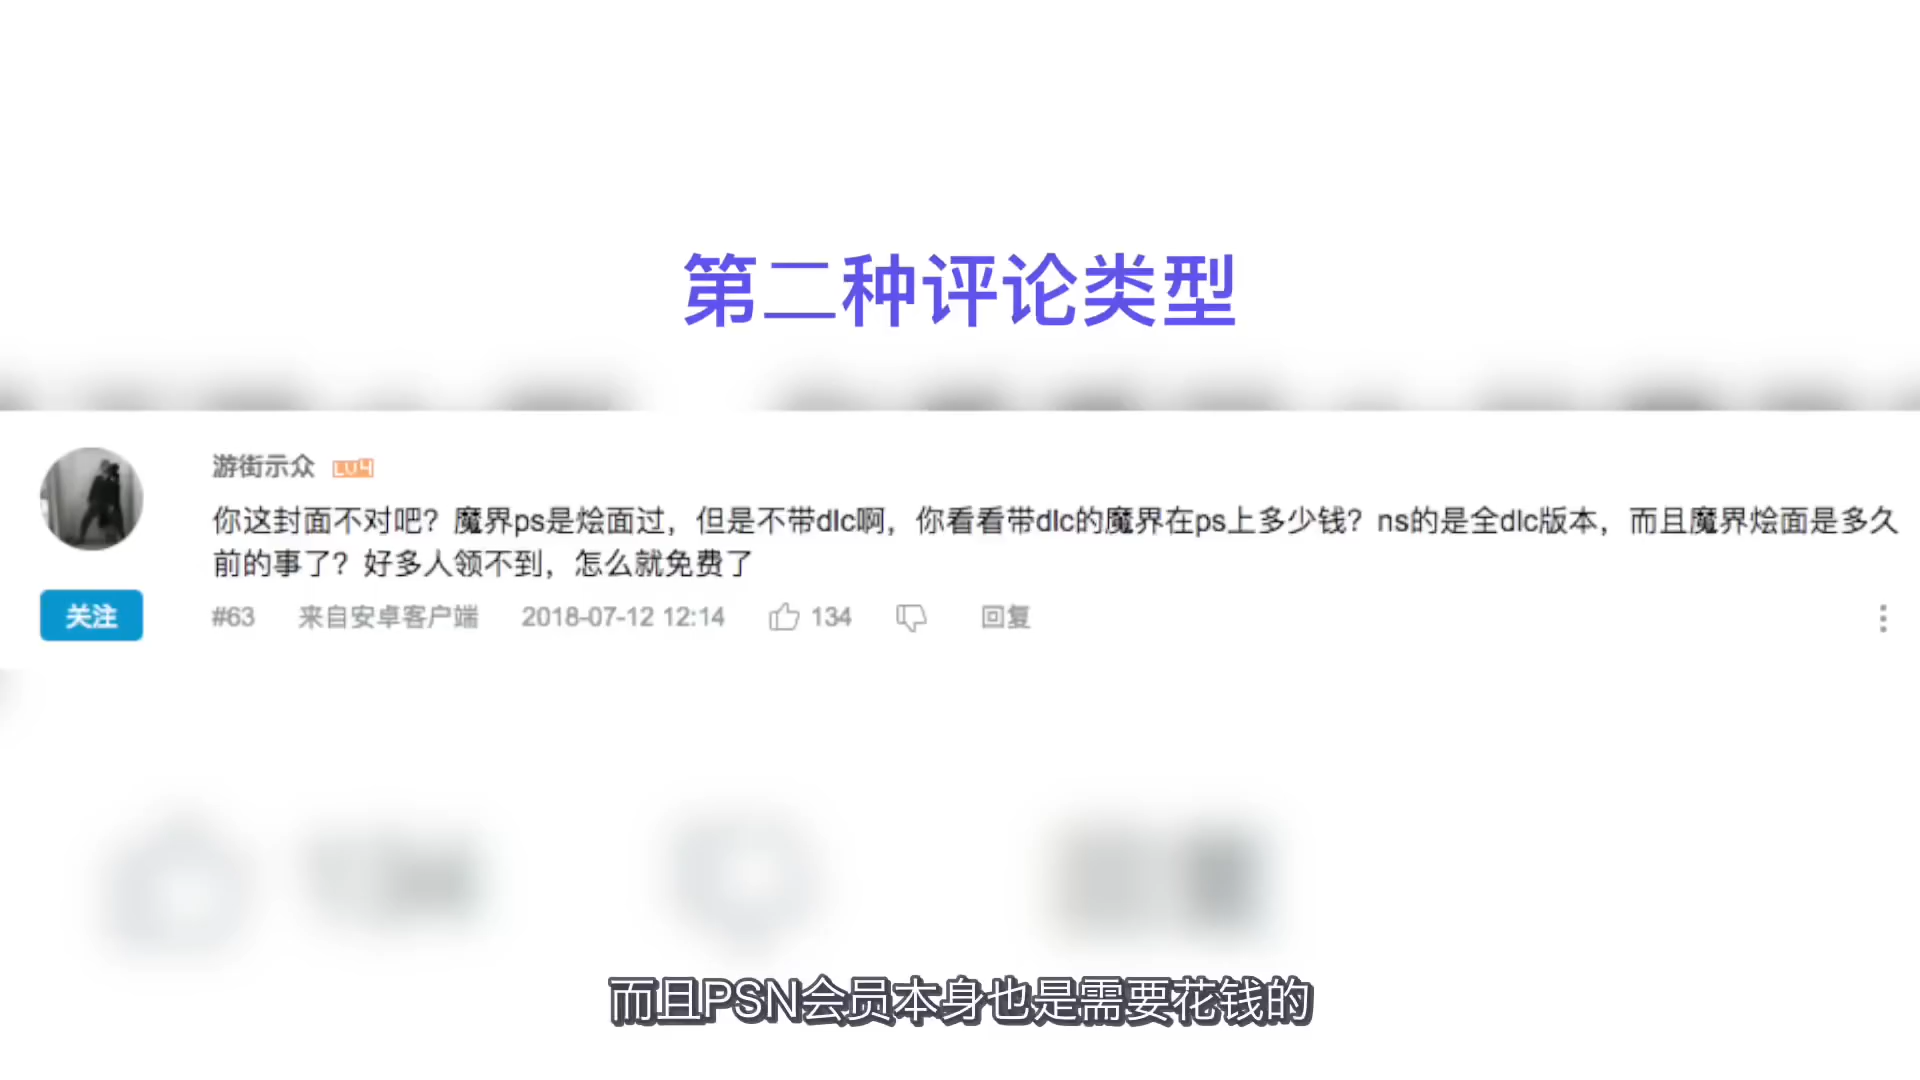 第二种评论类型
游街示众 LV4
你这封面不对吧？魔界ps是烩面过，但是不带dlc啊，你看看带dlc的魔界在ps上多少钱？ns的是全dlc版本，而且魔界烩面是多久
前的事了？好多人领不到，怎么就免费了
关注 #63 来自安卓客户端 2018-07-12 12:14 134 回复
而且PSN会员本身也是需要花钱的